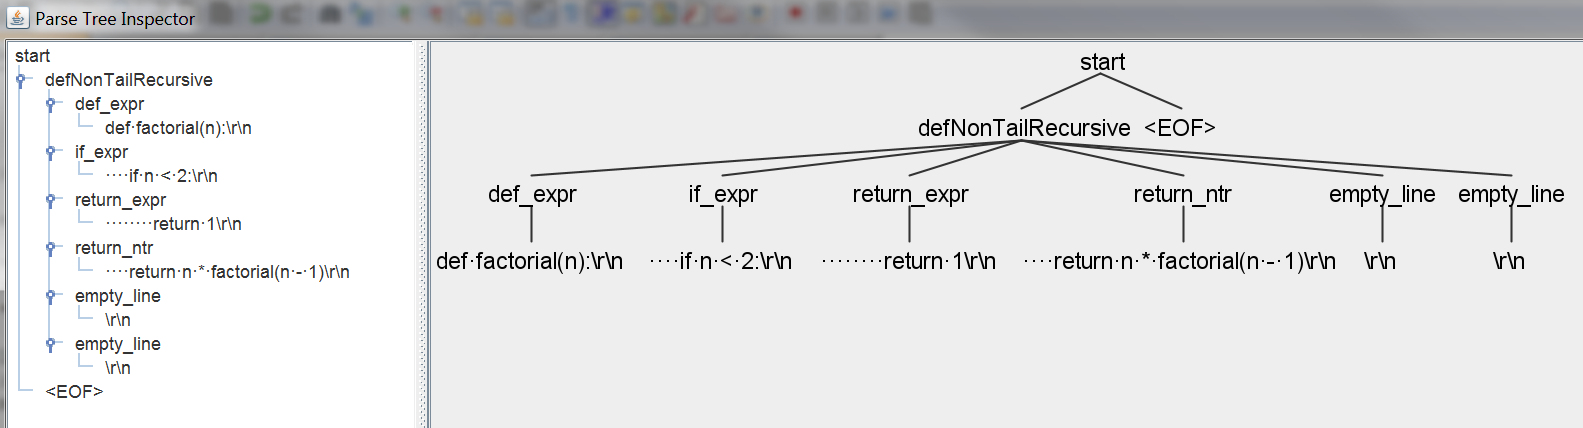 Parse Tree Inspector
start
defNonTailRecursive
def_expr
def·factorial(n):\r\n
if_expr
····if·n·<·2:\r\n
return_expr
········return·1\r\n
return_ntr
····return·n·*·factorial(n·-·1)\r\n
empty_line
\r\n
empty_line
\r\n
<EOF>
start
defNonTailRecursive <EOF>
def_expr if_expr return_expr return_ntr empty_line empty_line
def·factorial(n):\r\n ····if·n·<·2:\r\n ········return·1\r\n ····return·n·*·factorial(n·-·1)\r\n \r\n \r\n